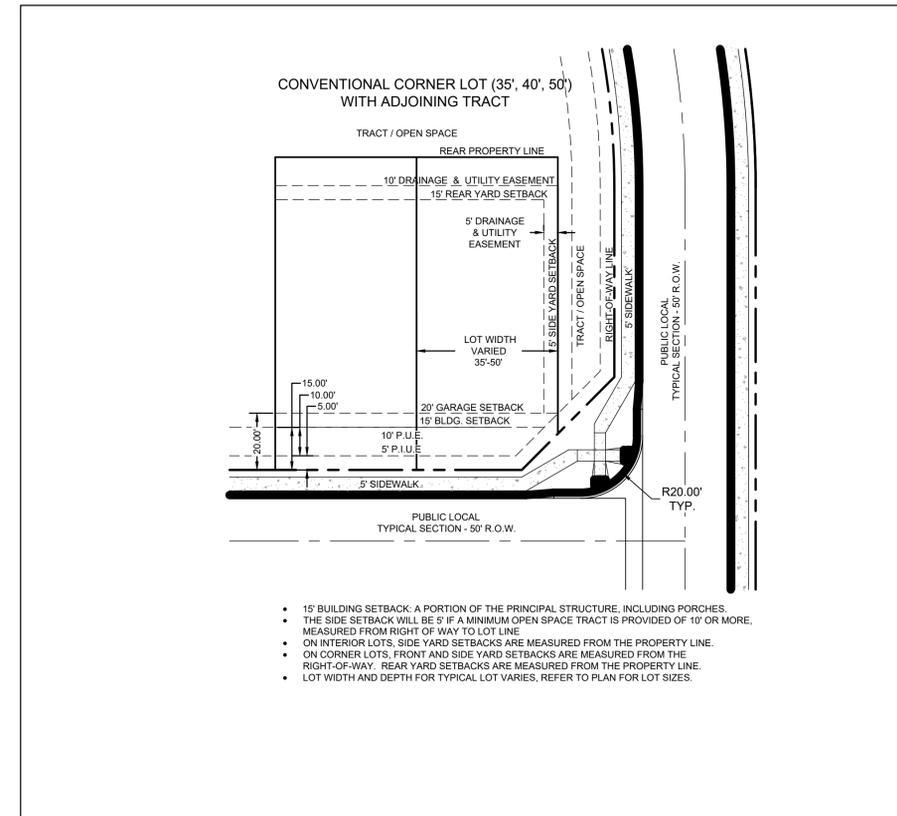 CONVENTIONAL CORNER LOT (35', 40', 50')
WITH ADJOINING TRACT
TRACT / OPEN SPACE
REAR PROPERTY LINE
10' DRAINAGE & UTILITY EASEMENT
15' REAR YARD SETBACK
5' DRAINAGE
& UTILITY
EASEMENT
5' SIDE YARD SETBACK
TRACT / OPEN SPACE
RIGHT-OF-WAY LINE
5' SIDEWALK
PUBLIC LOCAL
TYPICAL SECTION - 50' R.O.W.
LOT WIDTH
VARIED
35'-50'
15.00'
10.00'
5.00'
20.00'
20' GARAGE SETBACK
15' BLDG. SETBACK
10' P.U.E.
5' P.I.U.E
5' SIDEWALK
R20.00'
TYP.
PUBLIC LOCAL
TYPICAL SECTION - 50' R.O.W.
• 15' BUILDING SETBACK: A PORTION OF THE PRINCIPAL STRUCTURE, INCLUDING PORCHES.
• THE SIDE SETBACK WILL BE 5' IF A MINIMUM OPEN SPACE TRACT IS PROVIDED OF 10' OR MORE,
MEASURED FROM RIGHT OF WAY TO LOT LINE
• ON INTERIOR LOTS, SIDE YARD SETBACKS ARE MEASURED FROM THE PROPERTY LINE.
• ON CORNER LOTS, FRONT AND SIDE YARD SETBACKS ARE MEASURED FROM THE
RIGHT-OF-WAY. REAR YARD SETBACKS ARE MEASURED FROM THE PROPERTY LINE.
• LOT WIDTH AND DEPTH FOR TYPICAL LOT VARIES, REFER TO PLAN FOR LOT SIZES.